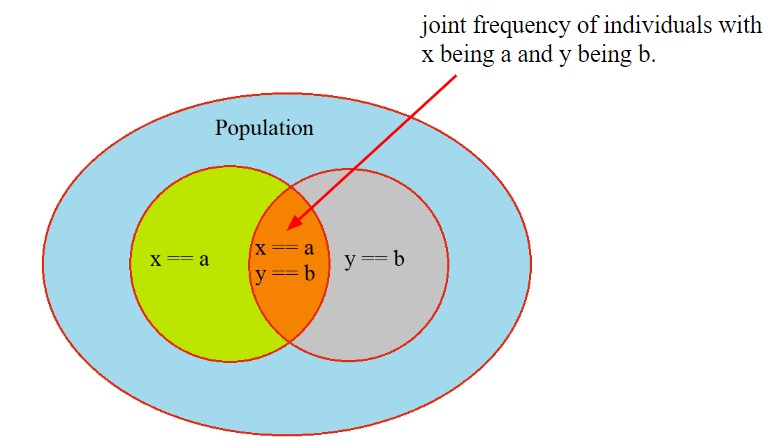 joint frequency of individuals with
x being a and y being b.
Population
x == a
x == a
y == b
y == b